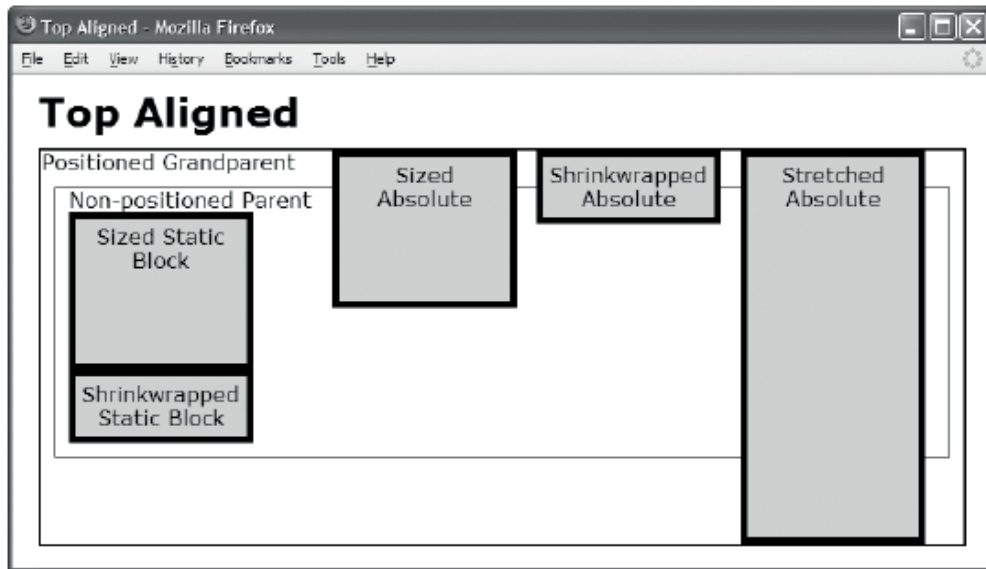 Top Aligned - Mozilla Firefox
File Edit View History Bookmarks Tools Help
Top Aligned
Positioned Grandparent
Non-positioned Parent
Sized Static
Block
Shrinkwrapped
Static Block
Sized
Absolute
Shrinkwrapped
Absolute
Stretched
Absolute